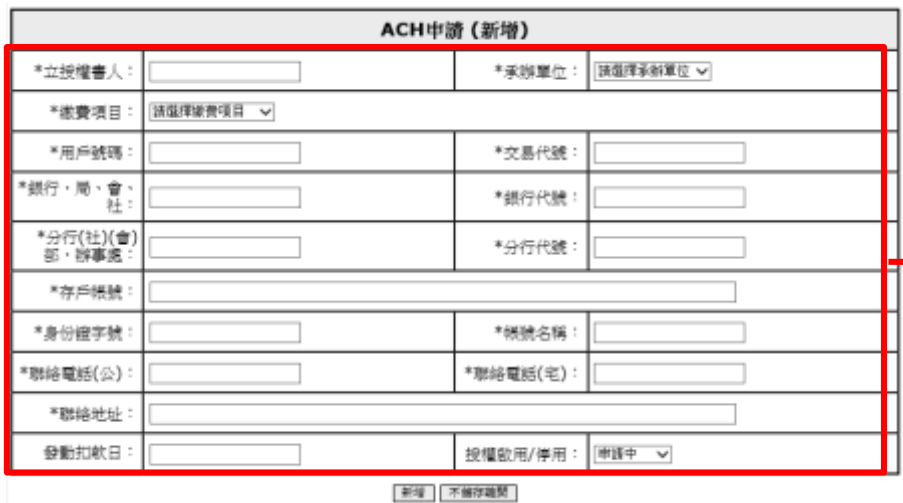 ACH申請 (新增)
*立授權書人：
*承辦單位： 請選擇承辦單位
*繳費項目： 請選擇繳費項目
*用戶號碼：
*交易代號：
*銀行，局、會、
社：
*銀行代號：
*分行(社)(會)
部，辦事處：
*分行代號：
*存戶帳號：
*身份證字號：
*帳號名稱：
*聯絡電話(公)：
*聯絡電話(宅)：
*聯絡地址：
發動扣款日：
授權啟用/停用： 申請中
新增 不儲存離開